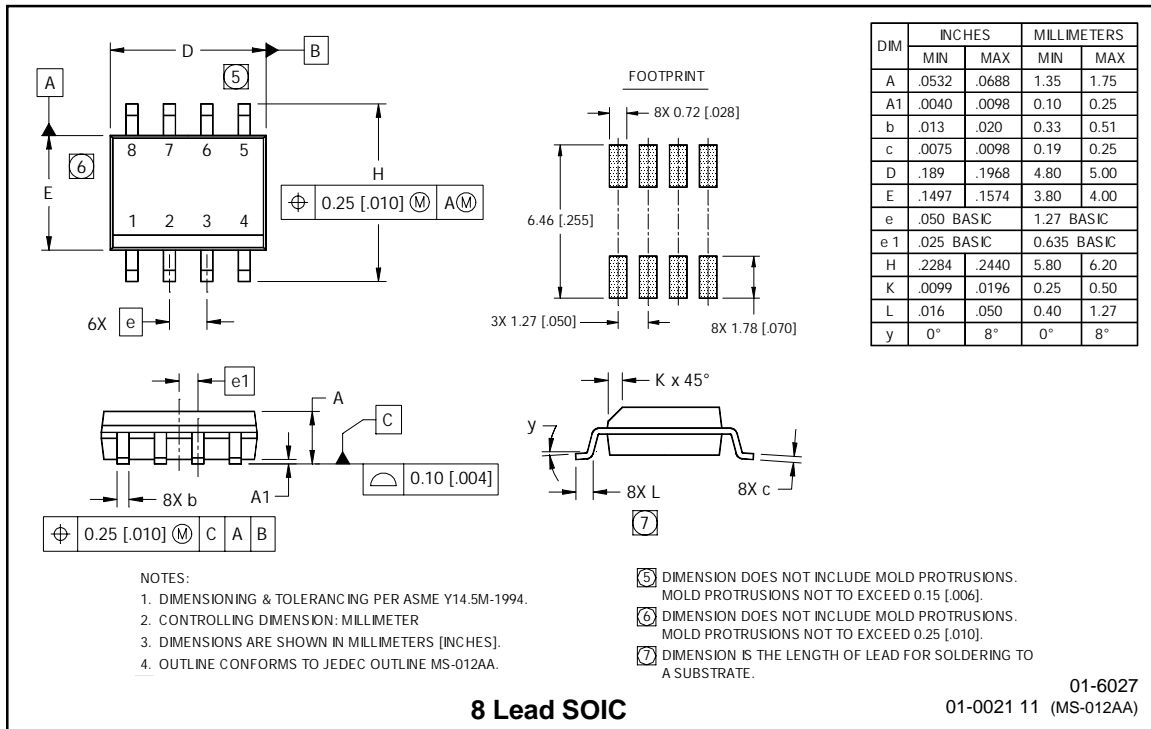 D
B
5
A
8 7 6 5
6
E
H
1 2 3 4
0.25 [.010] Ⓜ AⓂ
6X e
FOOTPRINT
8X 0.72 [.028]
6.46 [.255]
3X 1.27 [.050]
8X 1.78 [.070]
DIM INCHES MILLIMETERS
MIN MAX MIN MAX
A .0532 .0688 1.35 1.75
A1 .0040 .0098 0.10 0.25
b .013 .020 0.33 0.51
c .0075 .0098 0.19 0.25
D .189 .1968 4.80 5.00
E .1497 .1574 3.80 4.00
e .050 BASIC 1.27 BASIC
e 1 .025 BASIC 0.635 BASIC
H .2284 .2440 5.80 6.20
K .0099 .0196 0.25 0.50
L .016 .050 0.40 1.27
y 0° 8° 0° 8°
e1
A
C
0.10 [.004]
A1
8X b
0.25 [.010] Ⓜ C A B
K x 45°
y
8X L
7
8X c
NOTES:
1. DIMENSIONING & TOLERANCING PER ASME Y14.5M-1994.
2. CONTROLLING DIMENSION: MILLIMETER
3. DIMENSIONS ARE SHOWN IN MILLIMETERS [INCHES].
4. OUTLINE CONFORMS TO JEDEC OUTLINE MS-012AA.
5 DIMENSION DOES NOT INCLUDE MOLD PROTRUSIONS.
MOLD PROTRUSIONS NOT TO EXCEED 0.15 [.006].
6 DIMENSION DOES NOT INCLUDE MOLD PROTRUSIONS.
MOLD PROTRUSIONS NOT TO EXCEED 0.25 [.010].
7 DIMENSION IS THE LENGTH OF LEAD FOR SOLDERING TO
A SUBSTRATE.
8 Lead SOIC
01-6027
01-0021 11 (MS-012AA)